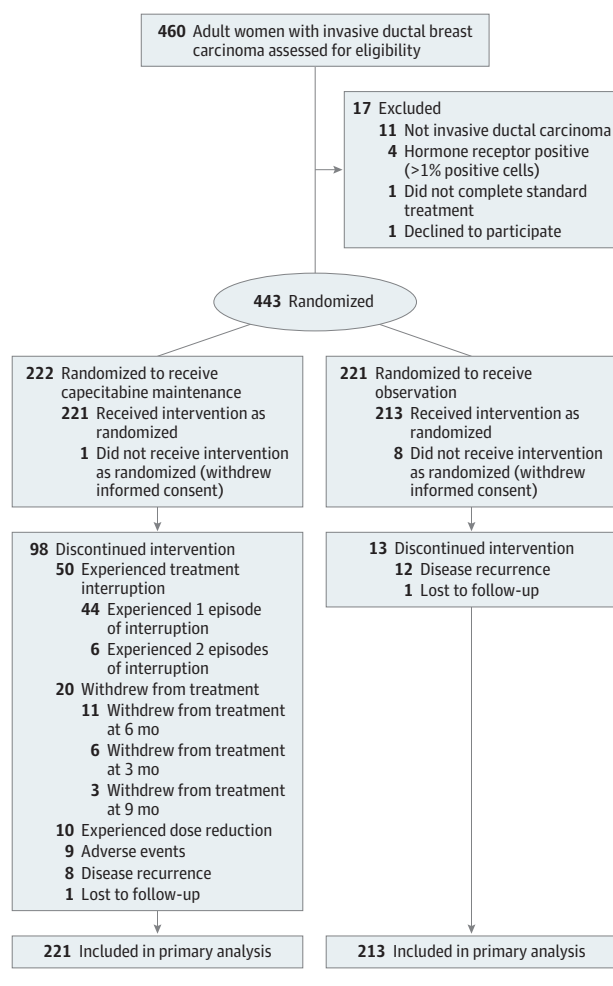 460 Adult women with invasive ductal breast
carcinoma assessed for eligibility
17 Excluded
11 Not invasive ductal carcinoma
4 Hormone receptor positive
(>1% positive cells)
1 Did not complete standard
treatment
1 Declined to participate
443 Randomized
222 Randomized to receive
capecitabine maintenance
221 Received intervention as
randomized
1 Did not receive intervention
as randomized (withdrew
informed consent)
221 Randomized to receive
observation
213 Received intervention as
randomized
8 Did not receive intervention
as randomized (withdrew
informed consent)
98 Discontinued intervention
50 Experienced treatment
interruption
44 Experienced 1 episode
of interruption
6 Experienced 2 episodes
of interruption
20 Withdrew from treatment
11 Withdrew from treatment
at 6 mo
6 Withdrew from treatment
at 3 mo
3 Withdrew from treatment
at 9 mo
10 Experienced dose reduction
9 Adverse events
8 Disease recurrence
1 Lost to follow-up
13 Discontinued intervention
12 Disease recurrence
1 Lost to follow-up
221 Included in primary analysis
213 Included in primary analysis